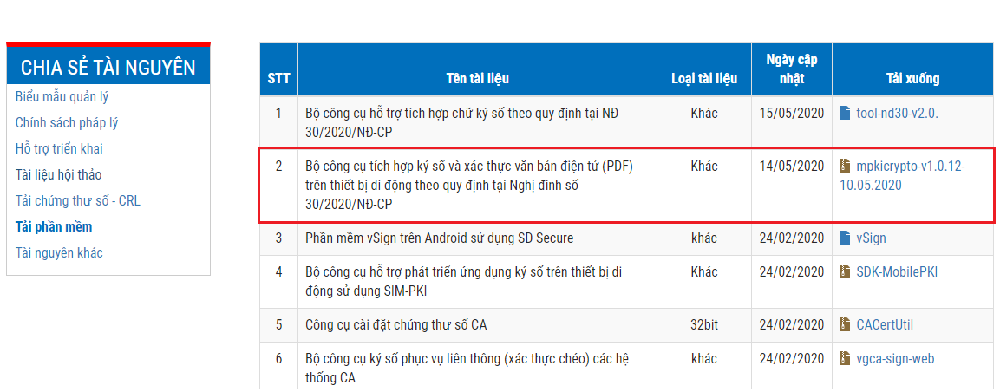 CHIA SẺ TÀI NGUYÊN
Biểu mẫu quản lý
Chính sách pháp lý
Hỗ trợ triển khai
Tài liệu hội thảo
Tải chứng thư số - CRL
Tải phần mềm
Tài nguyên khác
STT Tên tài liệu Loại tài liệu Ngày cập nhật Tải xuống
1 Bộ công cụ hỗ trợ tích hợp chữ ký số theo quy định tại NĐ Khác 15/05/2020 tool-nd30-v2.0.
30/2020/NĐ-CP
2 Bộ công cụ tích hợp ký số và xác thực văn bản điện tử (PDF) Khác 14/05/2020 mpkicrypto-v1.0.12-
trên thiết bị di động theo quy định tại Nghị đinh số 10.05.2020
30/2020/NĐ-CP
3 Phần mềm vSign trên Android sử dụng SD Secure khác 24/02/2020 vSign
4 Bộ công cụ hỗ trợ phát triển ứng dụng ký số trên thiết bị di Khác 24/02/2020 SDK-MobilePKI
động sử dụng SIM-PKI
5 Công cụ cài đặt chứng thư số CA 32bit 24/02/2020 CACertUtil
6 Bộ công cụ ký số phục vụ liên thông (xác thực chéo) các hệ khác 24/02/2020 vgca-sign-web
thống CA